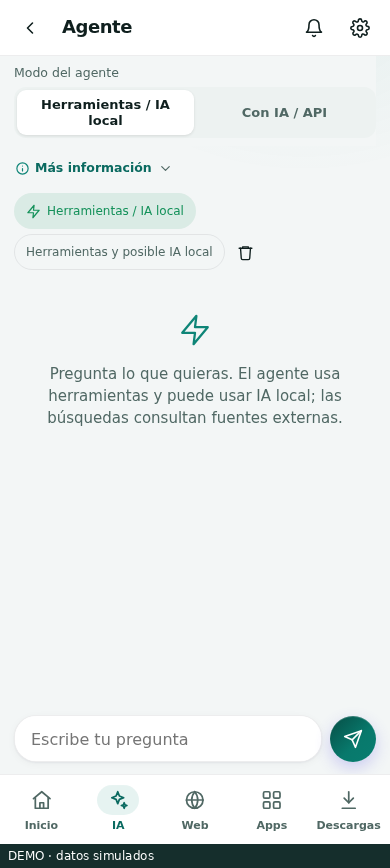 Agente
Modo del agente
Herramientas / IA
local
Con IA / API
Más información
Herramientas / IA local
Herramientas y posible IA local
Pregunta lo que quieras. El agente usa
herramientas y puede usar IA local; las
búsquedas consultan fuentes externas.
Escribe tu pregunta
Inicio
IA
Web
Apps
Descargas
DEMO · datos simulados